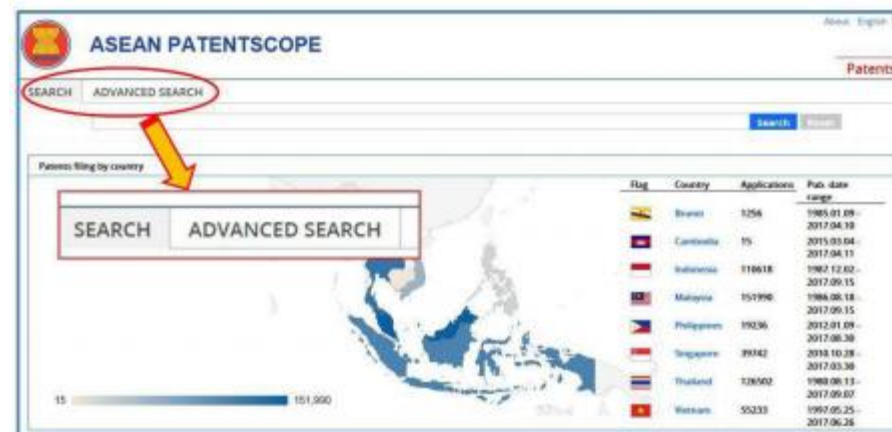 About English
ASEAN PATENTSCOPE
Patents
SEARCH ADVANCED SEARCH
Search Reset
Patents filing by country
Flag Country Applications Pub. date range
SEARCH ADVANCED SEARCH
Brunei 1256 1985.01.09 - 2017.04.10
Cambodia 15 2015.03.04 - 2017.04.11
Indonesia 110618 1987.12.02 - 2017.09.15
Malaysia 151990 1986.08.18 - 2017.09.15
Philippines 19236 2012.01.09 - 2017.08.30
Singapore 39742 2010.10.28 - 2017.03.30
Thailand 126502 1980.08.13 - 2017.09.07
Vietnam 55233 1997.05.25 - 2017.06.26
15 151,990